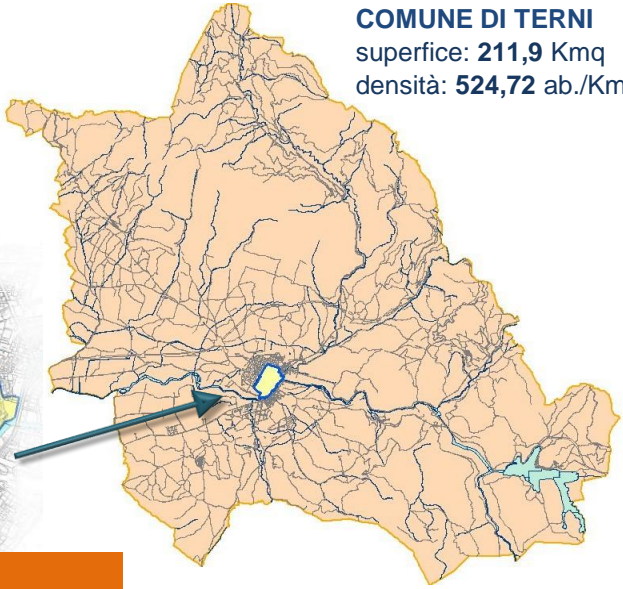 COMUNE DI TERNI
superfice: 211,9 Kmq
densità: 524,72 ab./Km